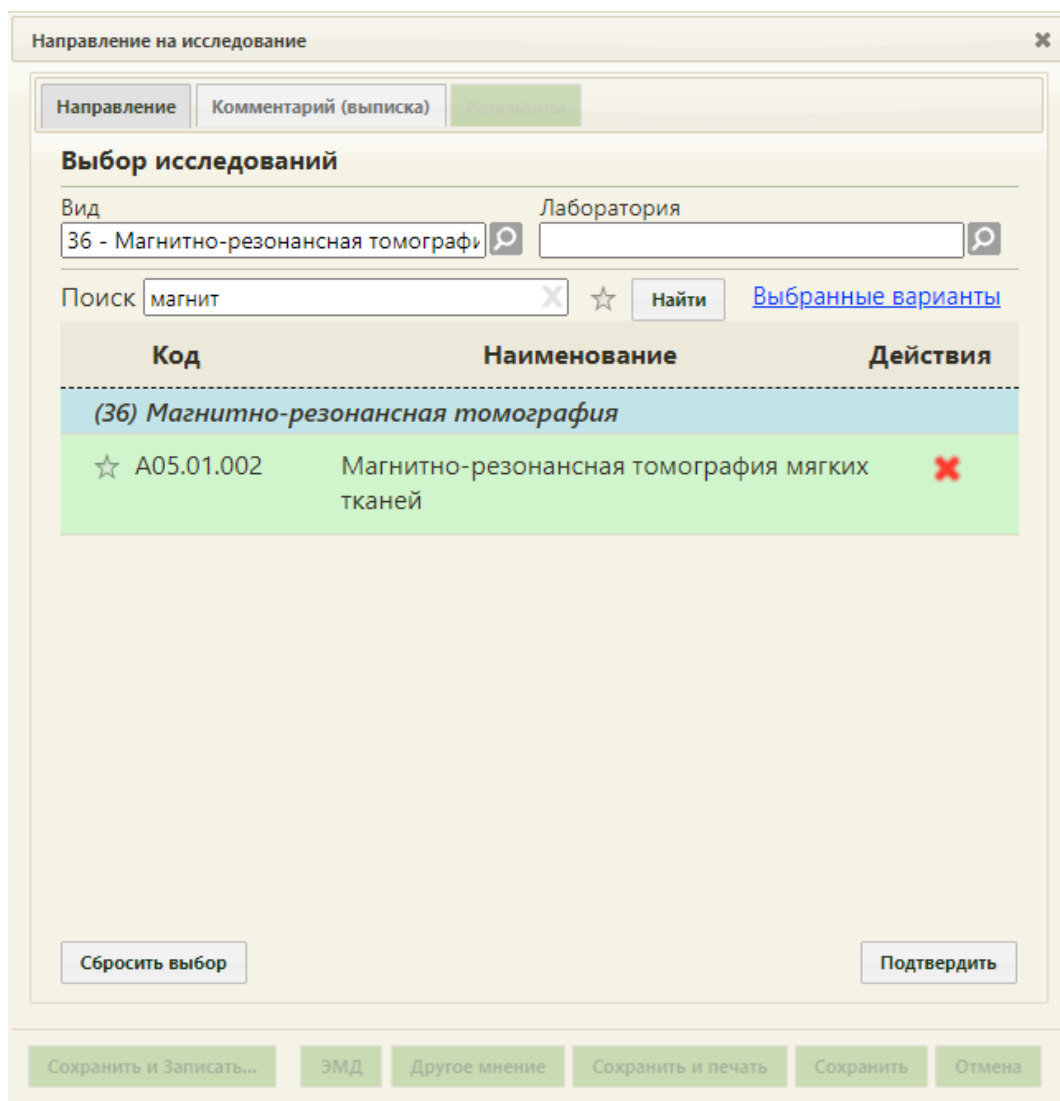 Направление на исследование
Направление Комментарий (выписка) Результаты
Выбор исследований
Вид Лаборатория
36 - Магнитно-резонансная томографи
Поиск магнит X Найти Выбранные варианты
Код Наименование Действия
(36) Магнитно-резонансная томография
A05.01.002 Магнитно-резонансная томография мягких
тканей
Сбросить выбор Подтвердить
Сохранить и Записать... ЭМД Другое мнение Сохранить и печать Сохранить Отмена